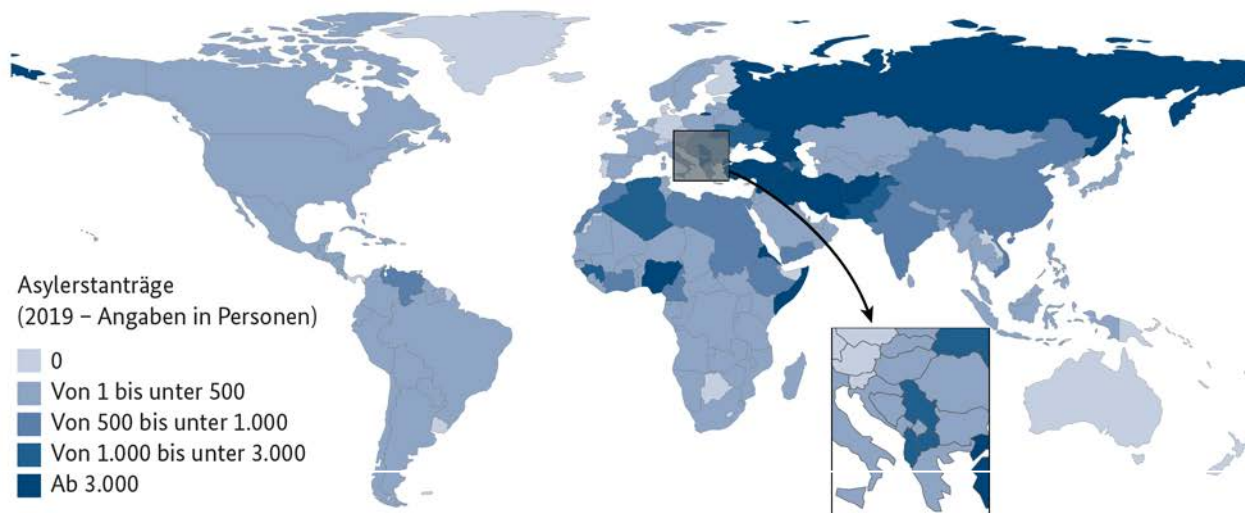 Asylerstanträge
(2019 – Angaben in Personen)
0
Von 1 bis unter 500
Von 500 bis unter 1.000
Von 1.000 bis unter 3.000
Ab 3.000